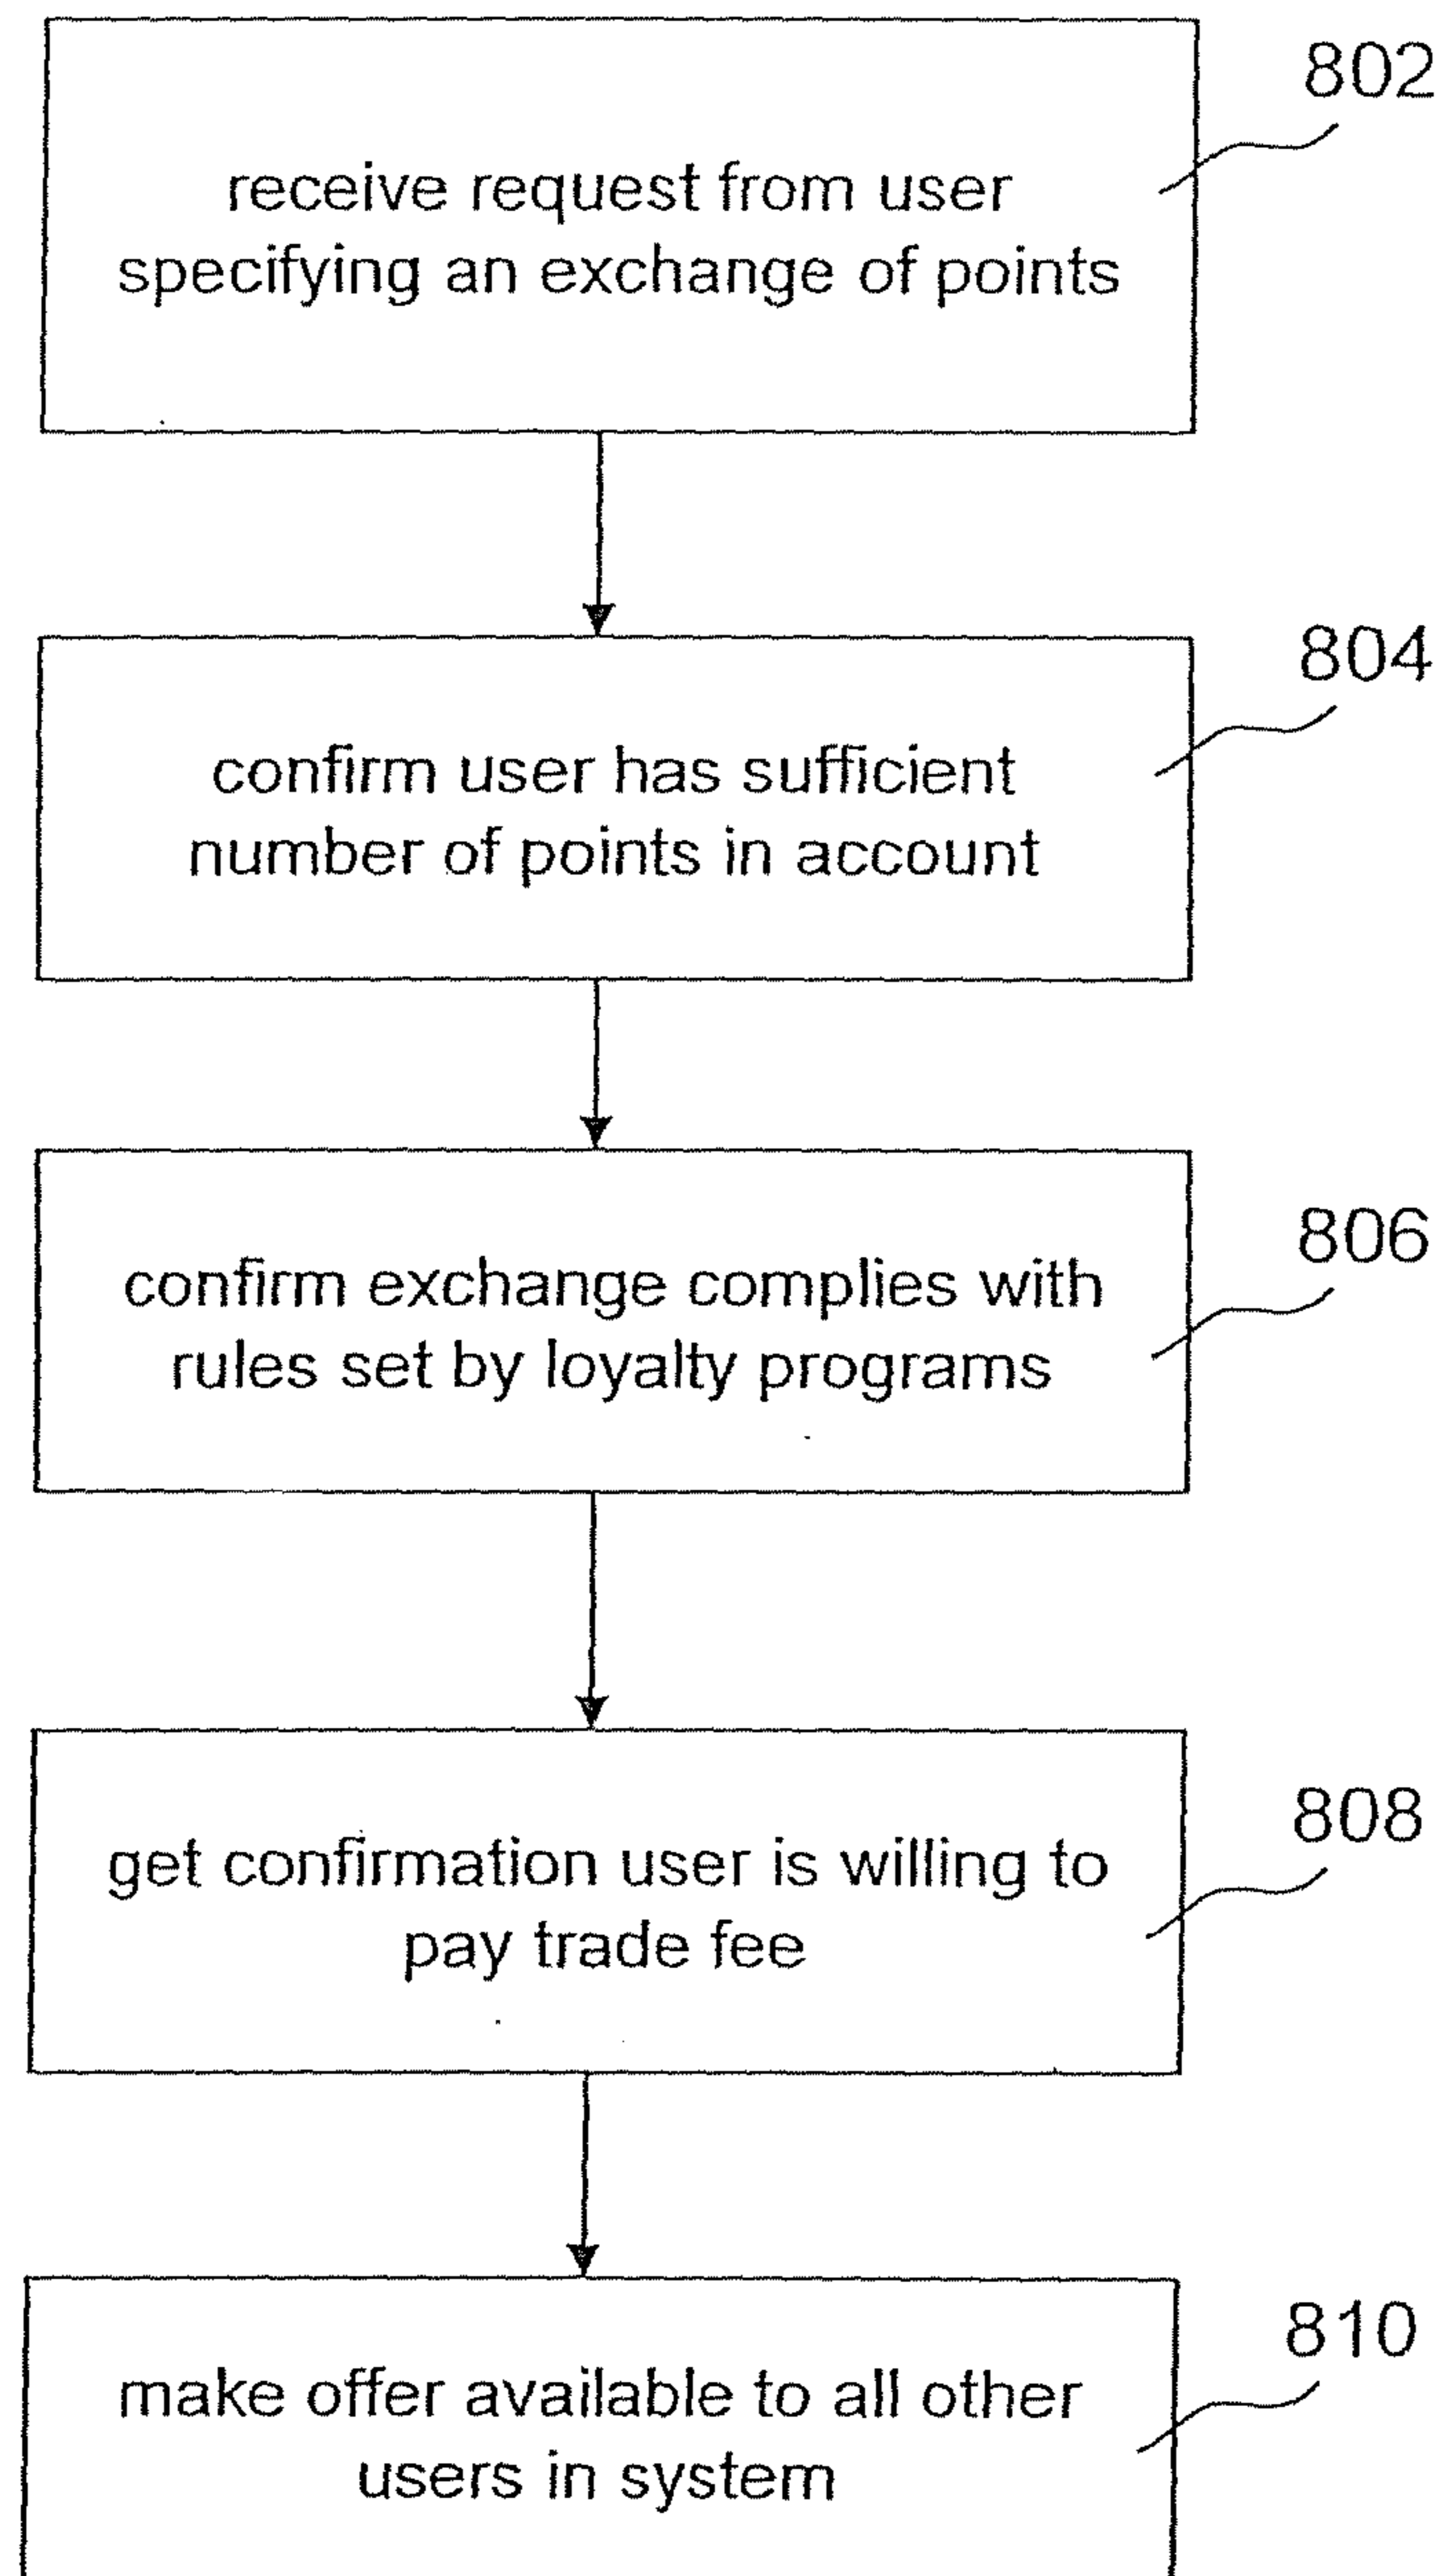 802
receive request from user
specifying an exchange of points
804
confirm user has sufficient
number of points in account
806
confirm exchange complies with
rules set by loyalty programs
808
get confirmation user is willing to
pay trade fee
810
make offer available to all other
users in system